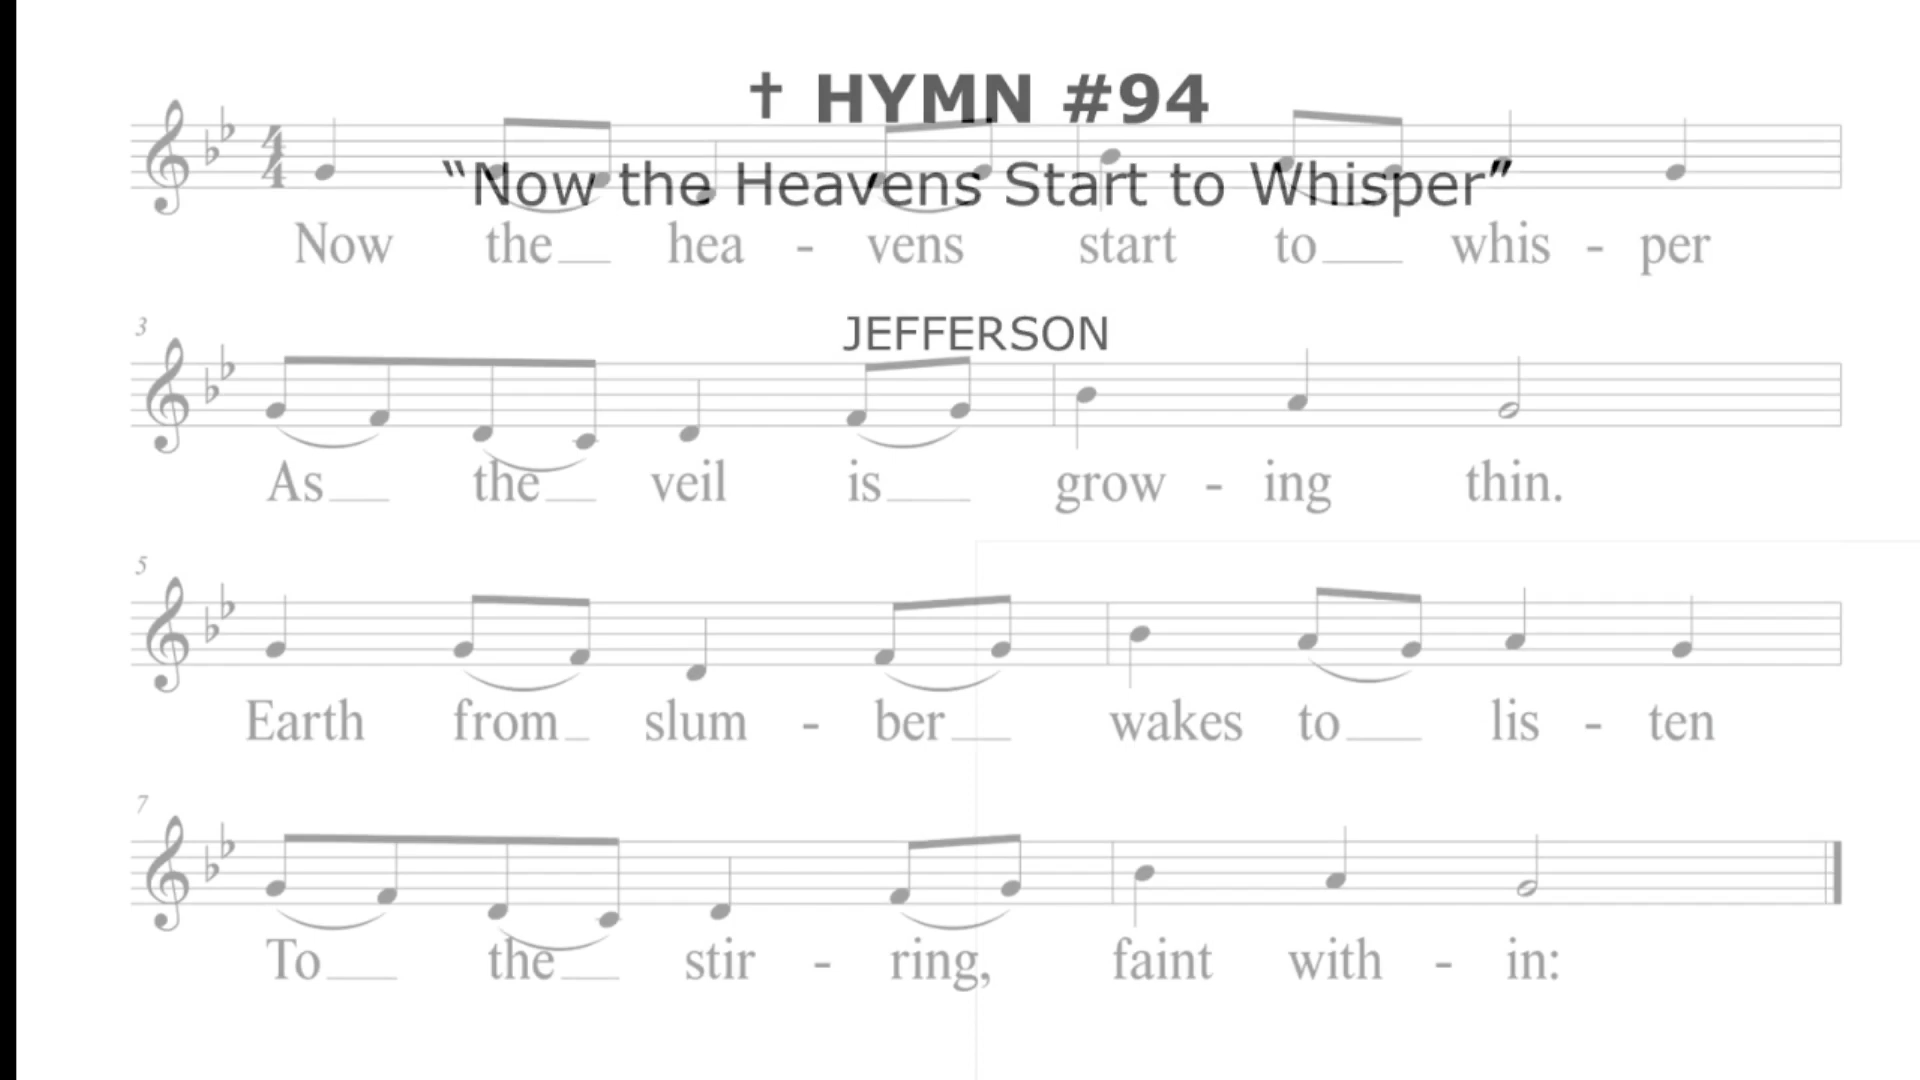 ✝ HYMN #94
“Now the Heavens Start to Whisper”
Now the hea - vens start to whis - per
JEFFERSON
3
As the veil is grow - ing thin.
5
Earth from slum - ber wakes to lis - ten
7
To the stir - ring, faint with - in: